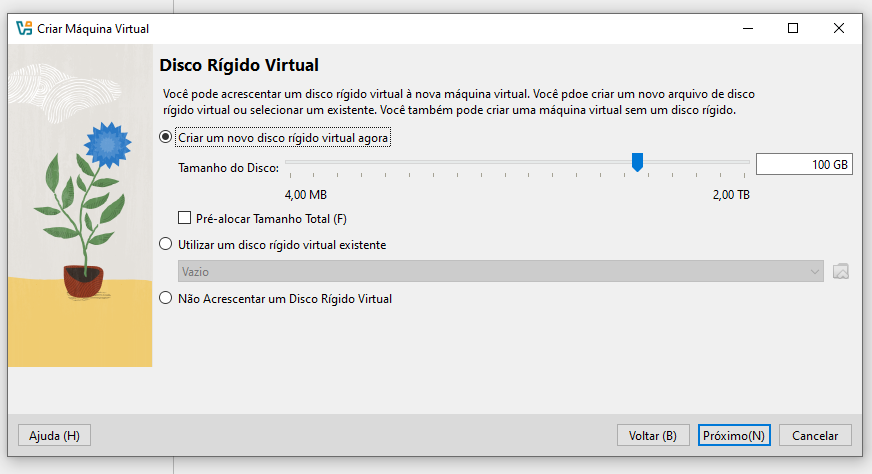 Criar Máquina Virtual
Disco Rígido Virtual
Você pode acrescentar um disco rígido virtual à nova máquina virtual. Você pdoe criar um novo arquivo de disco
rígido virtual ou selecionar um existente. Você também pode criar uma máquina virtual sem um disco rígido.
Criar um novo disco rígido virtual agora
Tamanho do Disco:
100 GB
4,00 MB
2,00 TB
Pré-alocar Tamanho Total (F)
Utilizar um disco rígido virtual existente
Vazio
Não Acrescentar um Disco Rígido Virtual
Ajuda (H)
Voltar (B)
Próximo(N)
Cancelar